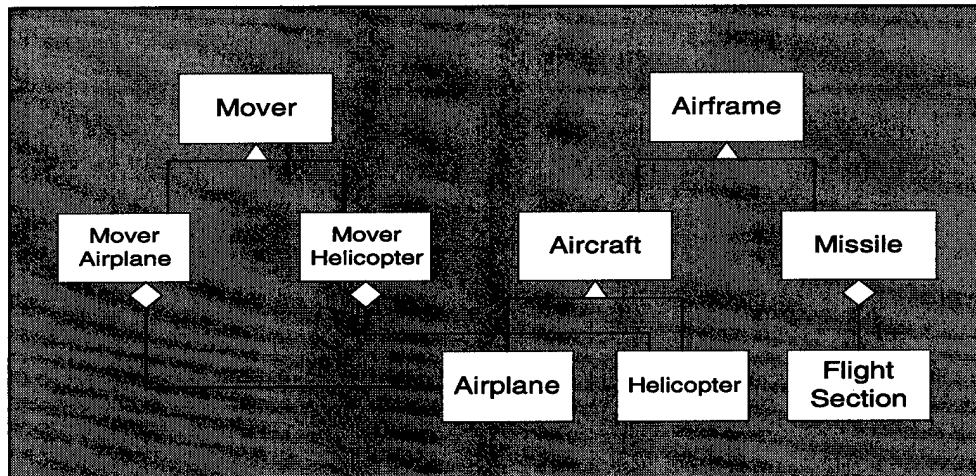 Mover
Airframe
Mover
Airplane
Mover
Helicopter
Aircraft
Missile
Airplane
Helicopter
Flight
Section